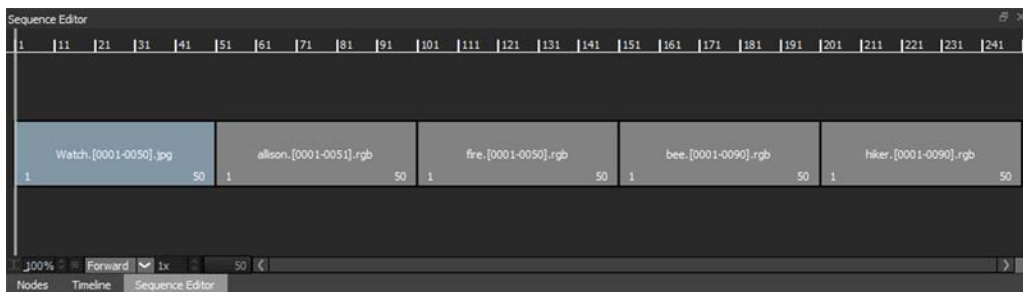 Sequence Editor
1 11 21 31 41 51 61 71 81 91 101 111 121 131 141 151 161 171 181 191 201 211 221 231 241
Watch.[0001-0050].jpg allison.[0001-0051].rgb fire.[0001-0050].rgb bee.[0001-0090].rgb hiker.[0001-0090].rgb
1 50 1 50 1 50 1 50 1 50
100% Forward 1x 50
Nodes Timeline Sequence Editor